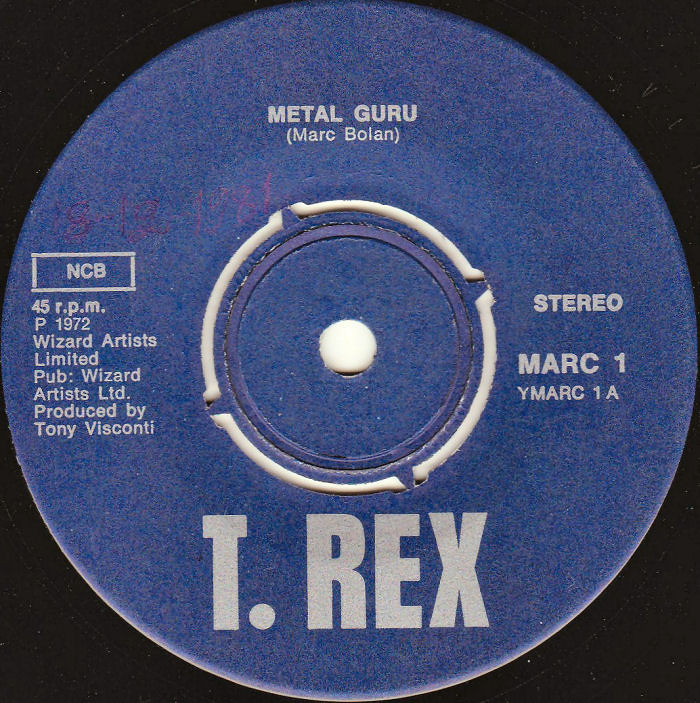 METAL GURU
(Marc Bolan)
NCB
45 r.p.m.
P 1972
Wizard Artists
Limited
Pub: Wizard
Artists Ltd.
Produced by
Tony Visconti
STEREO
MARC 1
YMARC 1 A
T. REX